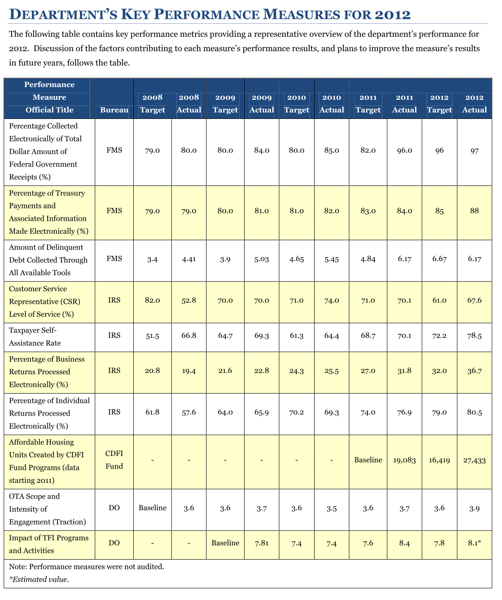 DEPARTMENT'S KEY PERFORMANCE MEASURES FOR 2012
The following table contains key performance metrics providing a representative overview of the department's performance for
2012. Discussion of the factors contributing to each measure's performance results, and plans to improve the measure's results
in future years, follows the table.
Performance
Measure 2008 2008 2009 2009 2010 2010 2011 2011 2012 2012
Official Title Bureau Target Actual Target Actual Target Actual Target Actual Target Actual
Percentage Collected
Electronically of Total
Dollar Amount of FMS 79.0 80.0 80.0 84.0 80.0 85.0 82.0 96.0 96 97
Federal Government
Receipts (%)
Percentage of Treasury
Payments and
Associated Information FMS 79.0 79.0 80.0 81.0 81.0 82.0 83.0 84.0 85 88
Made Electronically (%)
Amount of Delinquent
Debt Collected Through FMS 3.4 4.41 3.9 5.03 4.65 5.45 4.84 6.17 6.67 6.17
All Available Tools
Customer Service
Representative (CSR) IRS 82.0 52.8 70.0 70.0 71.0 74.0 71.0 70.1 61.0 67.6
Level of Service (%)
Taxpayer Self-
Assistance Rate IRS 51.5 66.8 64.7 69.3 61.3 64.4 68.7 70.1 72.2 78.5
Percentage of Business
Returns Processed IRS 20.8 19.4 21.6 22.8 24.3 25.5 27.0 31.8 32.0 36.7
Electronically (%)
Percentage of Individual
Returns Processed IRS 61.8 57.6 64.0 65.9 70.2 69.3 74.0 76.9 79.0 80.5
Electronically (%)
Affordable Housing
Units Created by CDFI CDFI
Fund Programs (data Fund - - - - - - Baseline 19,083 16,419 27,433
starting 2011)
OTA Scope and
Intensity of DO Baseline 3.6 3.6 3.7 3.6 3.5 3.6 3.7 3.6 3.9
Engagement (Traction)
Impact of TFI Programs
and Activities DO - - Baseline 7.81 7.4 7.4 7.6 8.4 7.8 8.1*
Note: Performance measures were not audited.
*Estimated value.